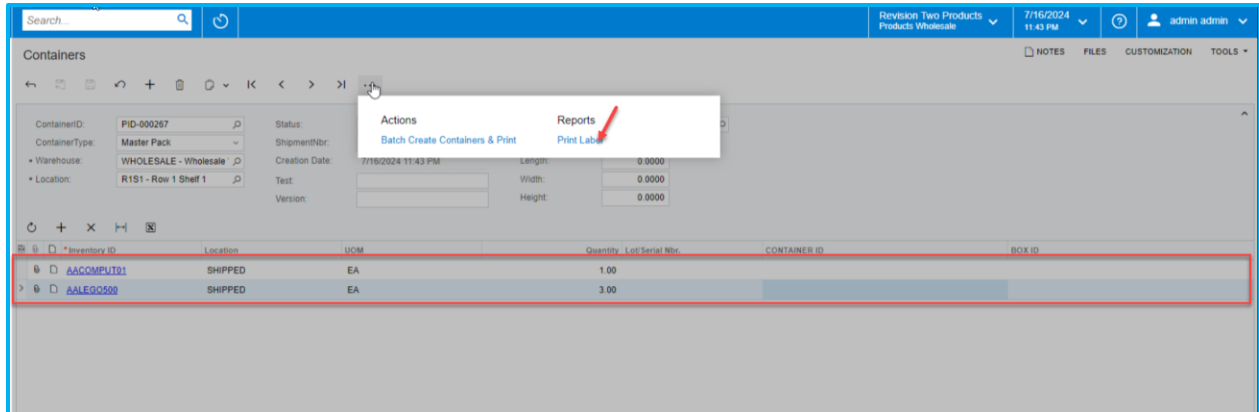 Search...
Revision Two Products
Products Wholesale
7/16/2024
11:43 PM
admin admin
Containers
NOTES FILES CUSTOMIZATION TOOLS
Actions Reports
Batch Create Containers & Print Print Label
ContainerID: PID-000267 Status:
ContainerType: Master Pack ShipmentNbr:
Warehouse: WHOLESALE - Wholesale Creation Date: 7/16/2024 11:43 PM Length: 0.0000
Location: R1S1 - Row 1 Shelf 1 Test: Width: 0.0000
Version: Height: 0.0000
*Inventory ID Location UOM Quantity Lot/Serial Nbr. CONTAINER ID BOX ID
AACOMPUT01 SHIPPED EA 1.00
AALEGO500 SHIPPED EA 3.00